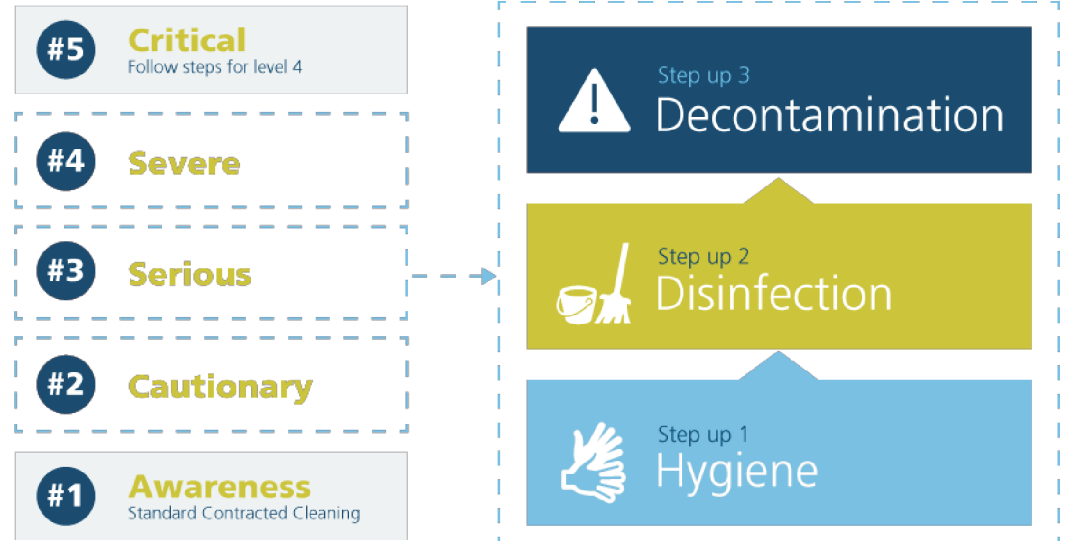 #5
Critical
Follow steps for level 4
#4
Severe
#3
Serious
#2
Cautionary
#1
Awareness
Standard Contracted Cleaning
Step up 3
Decontamination
Step up 2
Disinfection
Step up 1
Hygiene